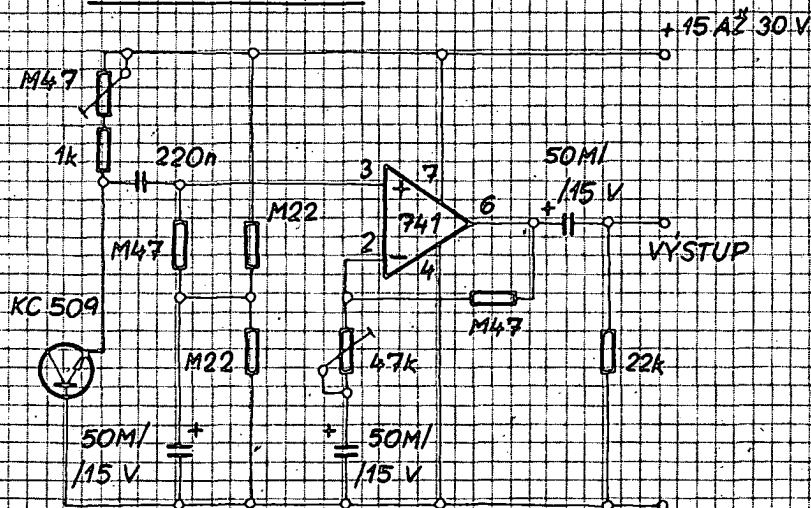 + 15 AŽ 30 V
M47
1k
220n
M22
M47
3
7
+
741
6
2
−
4
50M/
+
/15 V
VÝSTUP
KC 509
M22
47k
M47
22k
50M/
+
/15 V
+
50M/
/15 V